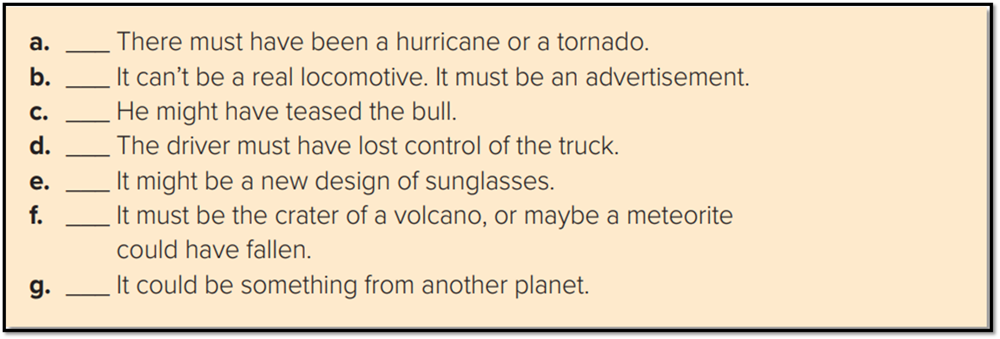 a. ____ There must have been a hurricane or a tornado.
b. ____ It can’t be a real locomotive. It must be an advertisement.
c. ____ He might have teased the bull.
d. ____ The driver must have lost control of the truck.
e. ____ It might be a new design of sunglasses.
f. ____ It must be the crater of a volcano, or maybe a meteorite
could have fallen.
g. ____ It could be something from another planet.